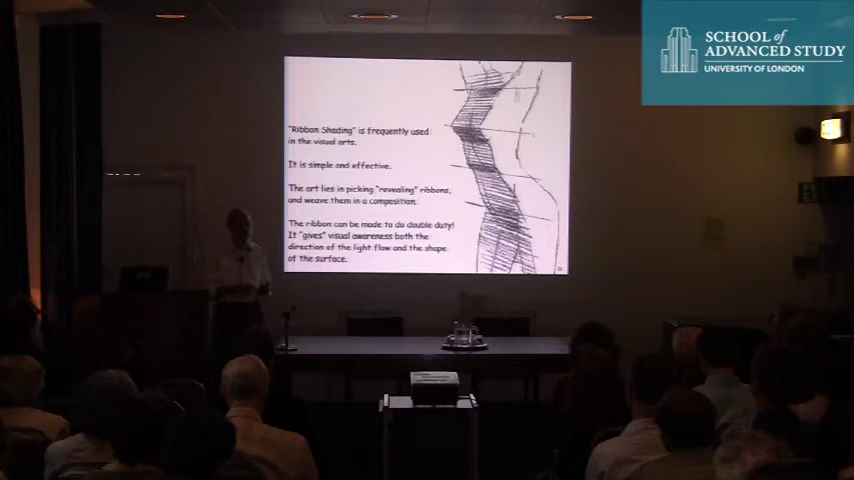 SCHOOL of
ADVANCED STUDY
UNIVERSITY OF LONDON
"Ribbon Shading" is frequently used
in the visual arts.
It is simple and effective.
The art lies in picking "revealing" ribbons,
and weave them in a composition.
The ribbon can be made to do double duty!
It "gives" visual awareness both the
direction of the light flow and the shape
of the surface.